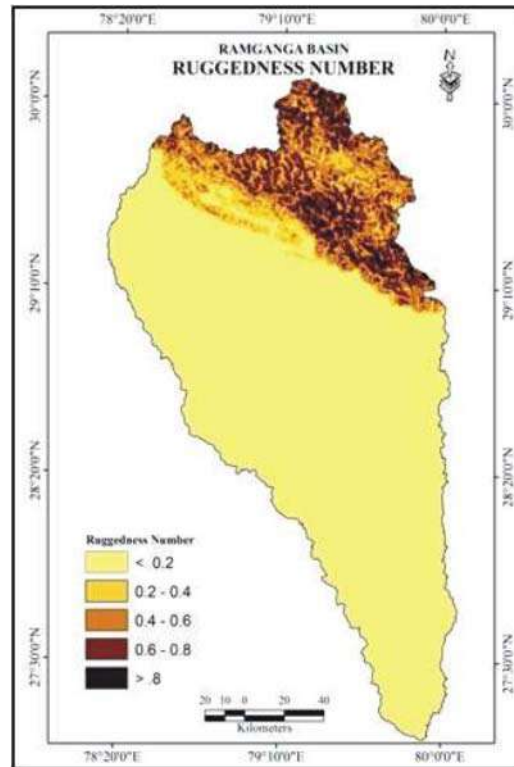 78°20'0"E 79°10'0"E 80°0'0"E
RAMGANGA BASIN
RUGGEDNESS NUMBER
N
30°0'0"N 30°0'0"N
29°10'0"N 29°10'0"N
28°20'0"N 28°20'0"N
27°30'0"N 27°30'0"N
Ruggedness Number
< 0.2
0.2 - 0.4
0.4 - 0.6
0.6 - 0.8
> .8
20 10 0 20 40
Kilometers
78°20'0"E 79°10'0"E 80°0'0"E